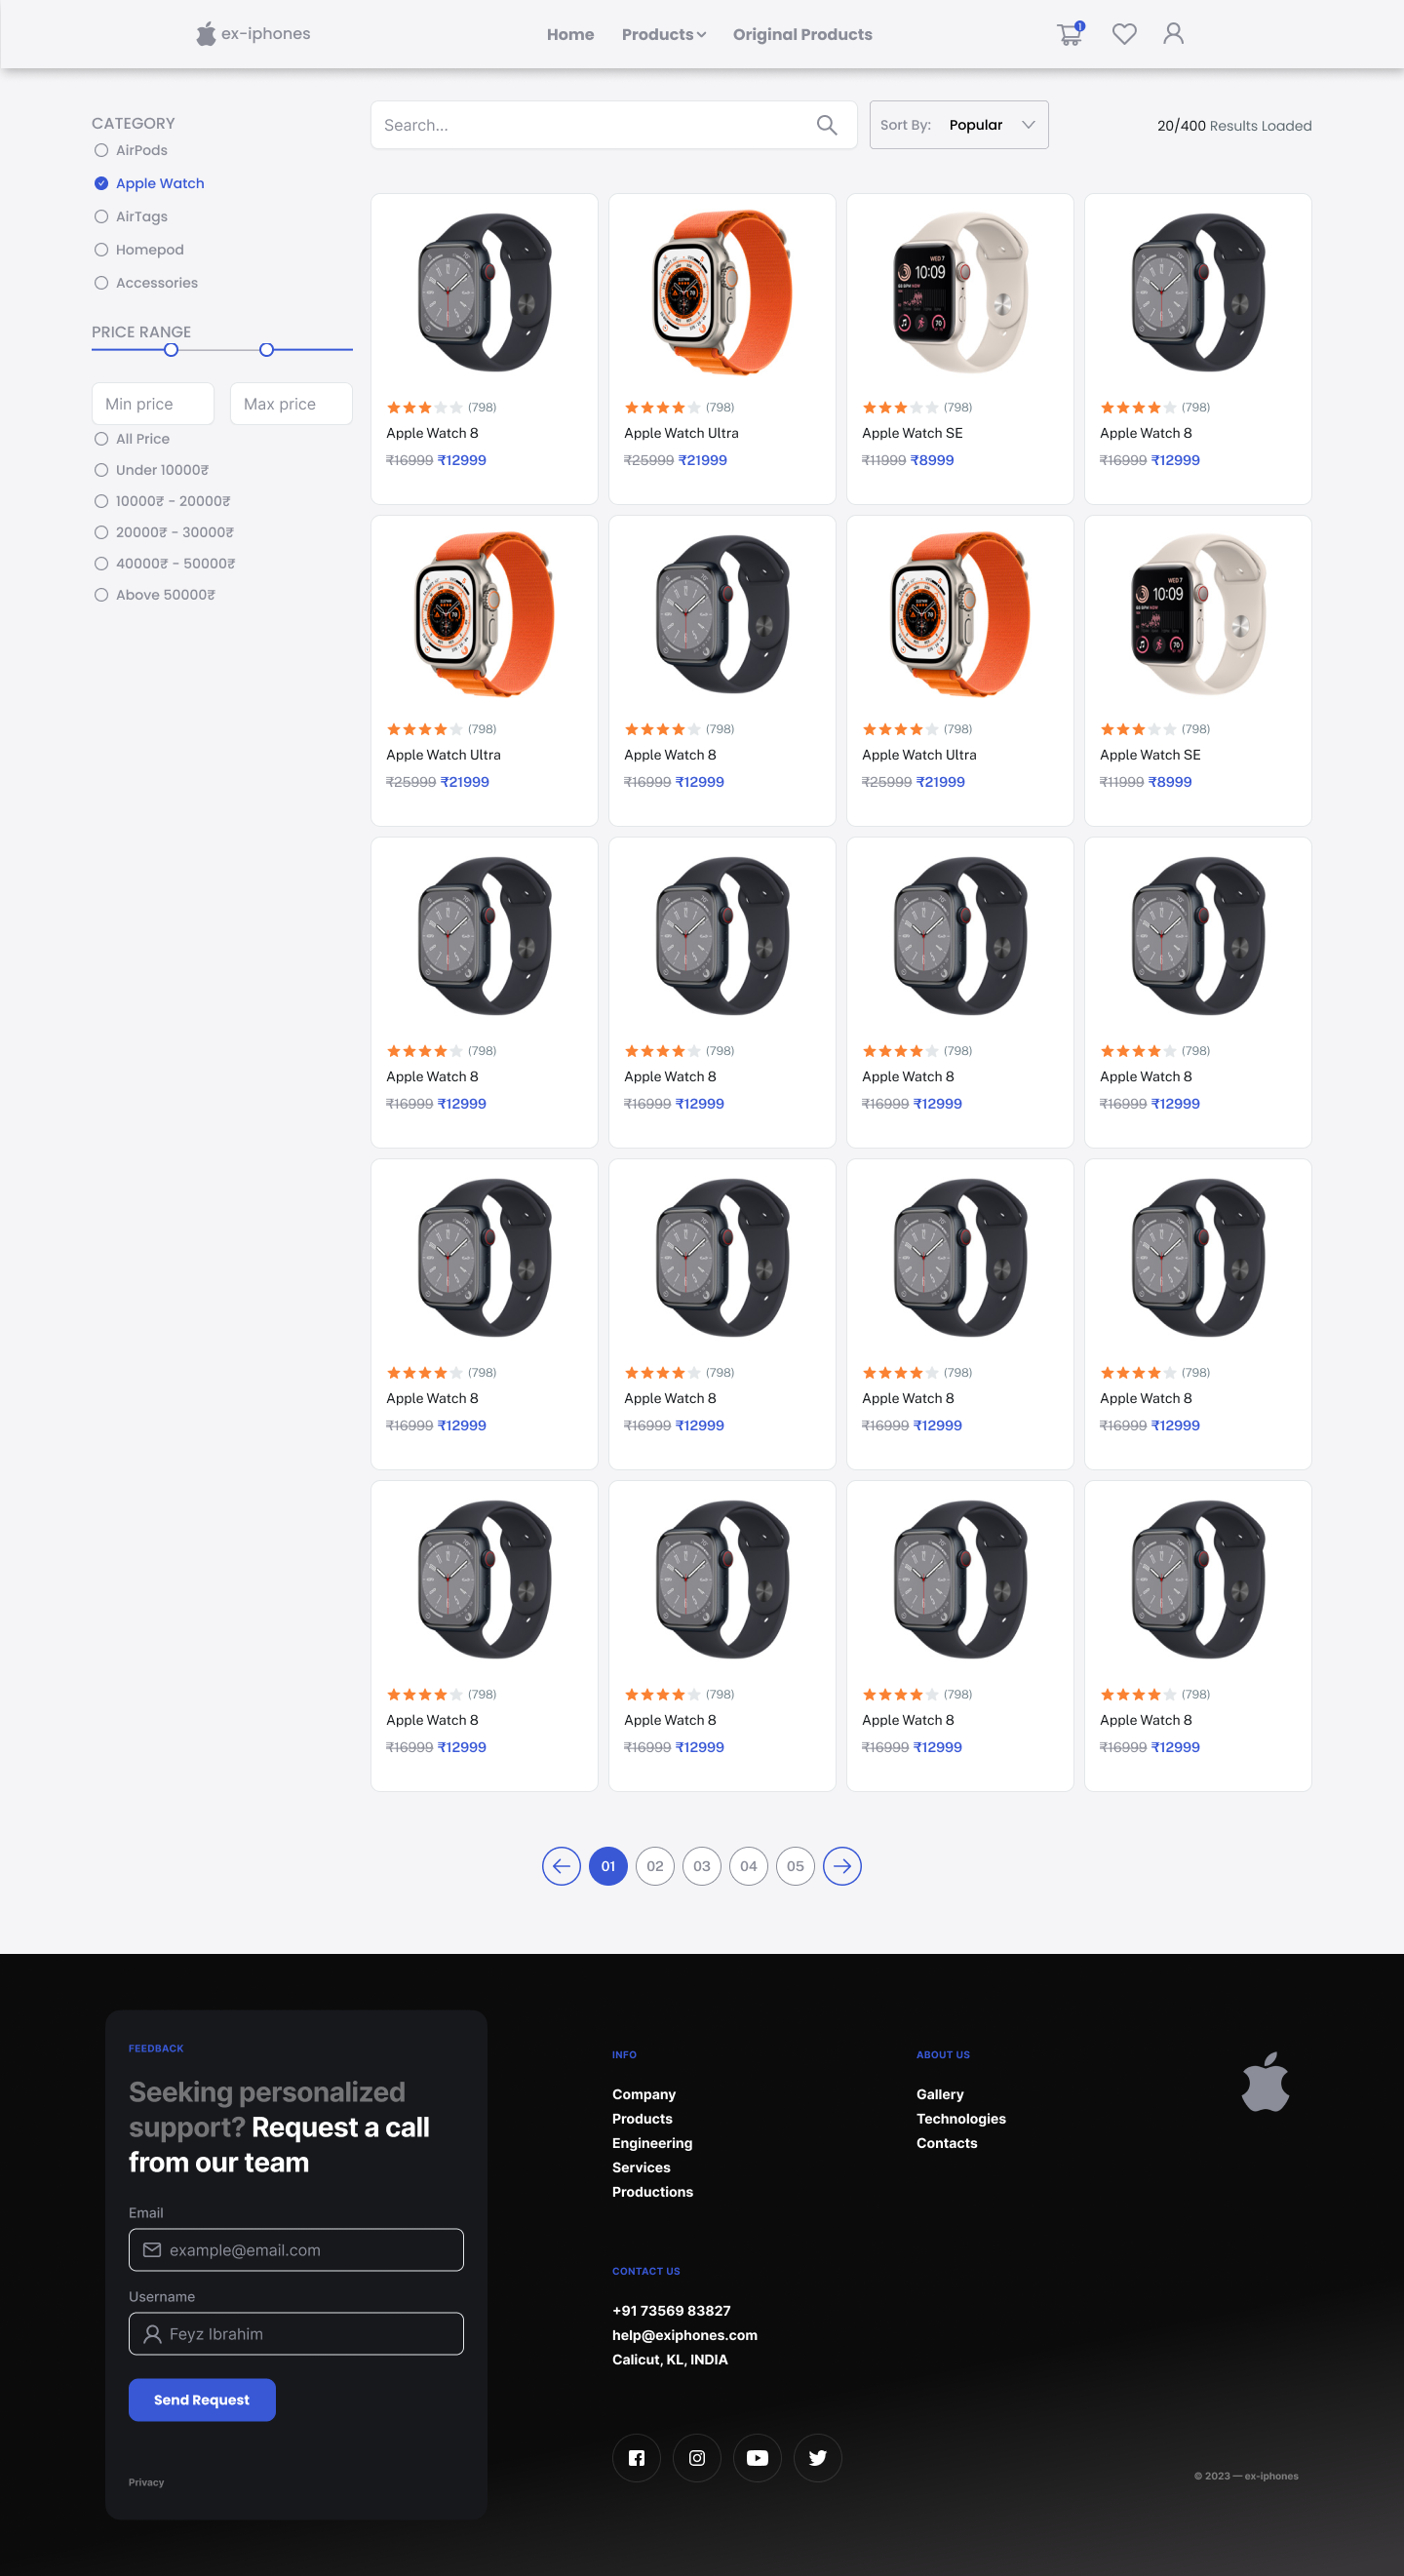 ex-iphones
Home Products Original Products
1
CATEGORY
AirPods
Apple Watch
AirTags
Homepod
Accessories
PRICE RANGE
Min price Max price
All Price
Under 10000₹
10000₹ - 20000₹
20000₹ - 30000₹
40000₹ - 50000₹
Above 50000₹
Search...
Sort By: Popular
20/400 Results Loaded
WED 7
10:09
70
(798) (798) (798) (798)
Apple Watch 8 Apple Watch Ultra Apple Watch SE Apple Watch 8
₹16999 ₹12999 ₹25999 ₹21999 ₹11999 ₹8999 ₹16999 ₹12999
WED 7
10:09
70
(798) (798) (798) (798)
Apple Watch Ultra Apple Watch 8 Apple Watch Ultra Apple Watch SE
₹25999 ₹21999 ₹16999 ₹12999 ₹25999 ₹21999 ₹11999 ₹8999
(798) (798) (798) (798)
Apple Watch 8 Apple Watch 8 Apple Watch 8 Apple Watch 8
₹16999 ₹12999 ₹16999 ₹12999 ₹16999 ₹12999 ₹16999 ₹12999
(798) (798) (798) (798)
Apple Watch 8 Apple Watch 8 Apple Watch 8 Apple Watch 8
₹16999 ₹12999 ₹16999 ₹12999 ₹16999 ₹12999 ₹16999 ₹12999
(798) (798) (798) (798)
Apple Watch 8 Apple Watch 8 Apple Watch 8 Apple Watch 8
₹16999 ₹12999 ₹16999 ₹12999 ₹16999 ₹12999 ₹16999 ₹12999
01 02 03 04 05
FEEDBACK
Seeking personalized
support? Request a call
from our team
Email
example@email.com
Username
Feyz Ibrahim
Send Request
Privacy
INFO
Company
Products
Engineering
Services
Productions
ABOUT US
Gallery
Technologies
Contacts
CONTACT US
+91 73569 83827
help@exiphones.com
Calicut, KL, INDIA
© 2023 — ex-iphones